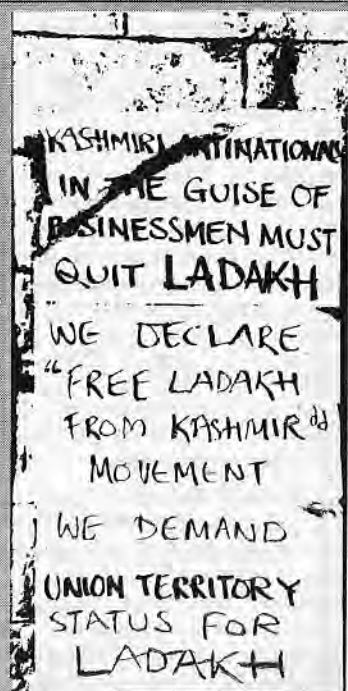 KASHMIRI ANTINATIONALS
IN THE GUISE OF
BUSINESSMEN MUST
QUIT LADAKH
WE DECLARE
"FREE LADAKH
FROM KASHMIR"
MOVEMENT
WE DEMAND
UNION TERRITORY
STATUS FOR
LADAKH